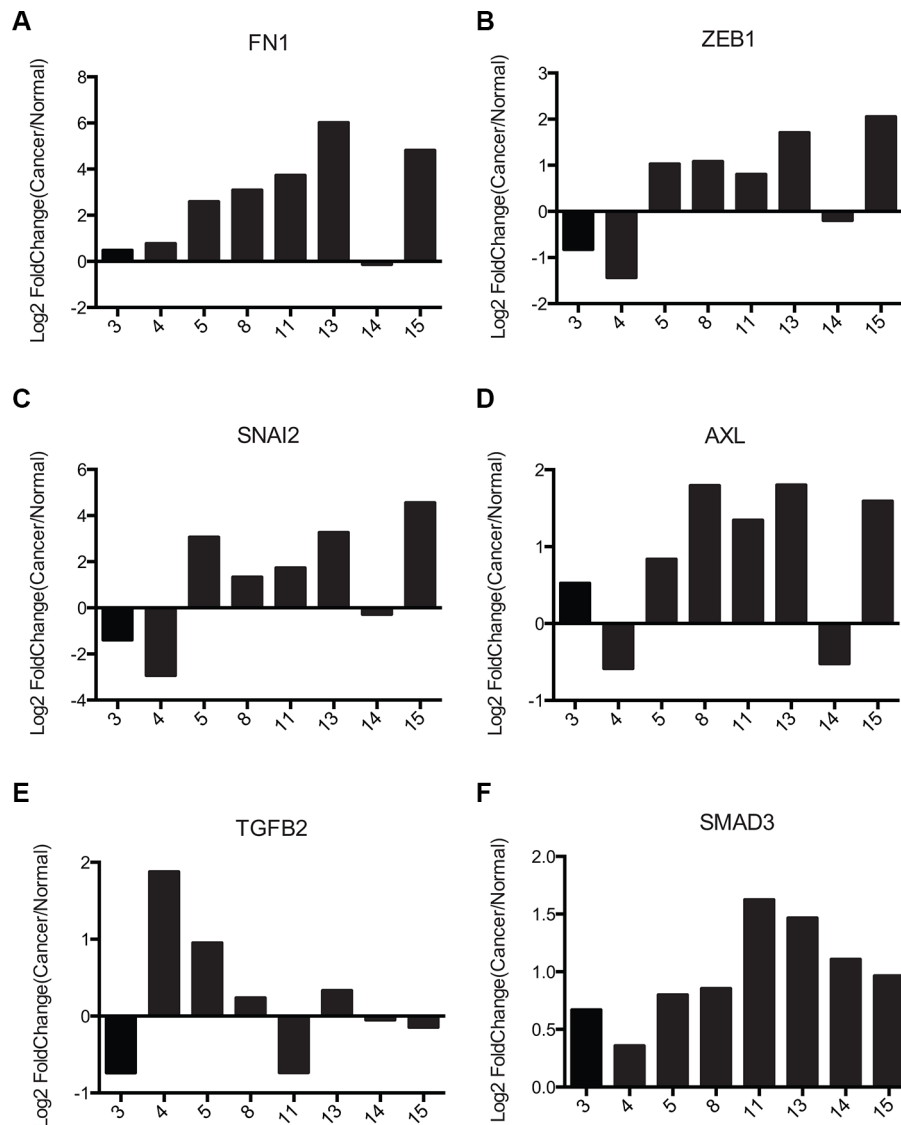 A
FN1
Log2 FoldChange(Cancer/Normal)
8
6
4
2
0
-2
3 4 5 8 11 13 14 15
B
ZEB1
Log2 FoldChange(Cancer/Normal)
3
2
1
0
-1
-2
3 4 5 8 11 13 14 15
C
SNAI2
Log2 FoldChange(Cancer/Normal)
6
4
2
0
-2
-4
3 4 5 8 11 13 14 15
D
AXL
Log2 FoldChange(Cancer/Normal)
2
1
0
-1
3 4 5 8 11 13 14 15
E
TGFB2
Log2 FoldChange(Cancer/Normal)
2
1
0
-1
3 4 5 8 11 13 14 15
F
SMAD3
Log2 FoldChange(Cancer/Normal)
2.0
1.5
1.0
0.5
0.0
3 4 5 8 11 13 14 15